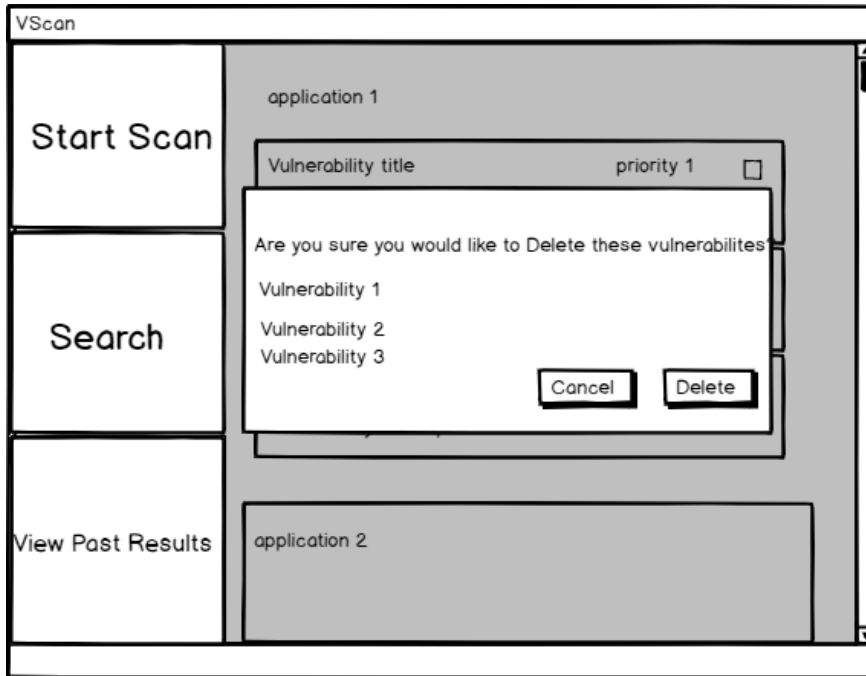 VScan
Start Scan
Search
View Past Results
application 1
Vulnerability title priority 1
Are you sure you would like to Delete these vulnerabilites?
Vulnerability 1
Vulnerability 2
Vulnerability 3
Cancel Delete
application 2